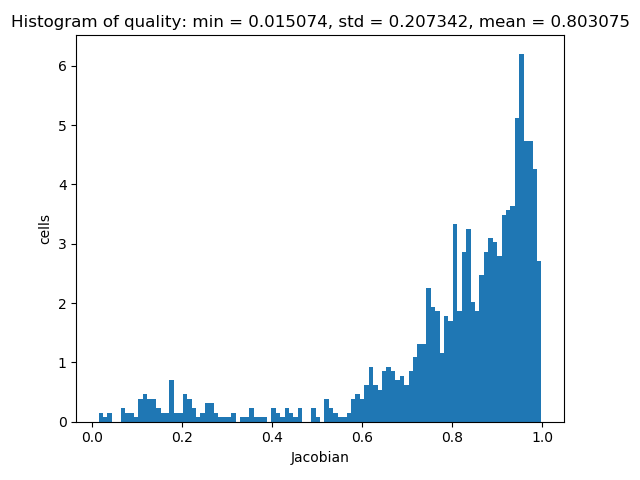 Histogram of quality: min = 0.015074, std = 0.207342, mean = 0.803075
6
5
4
3
2
1
0
cells
0.0 0.2 0.4 0.6 0.8 1.0
Jacobian